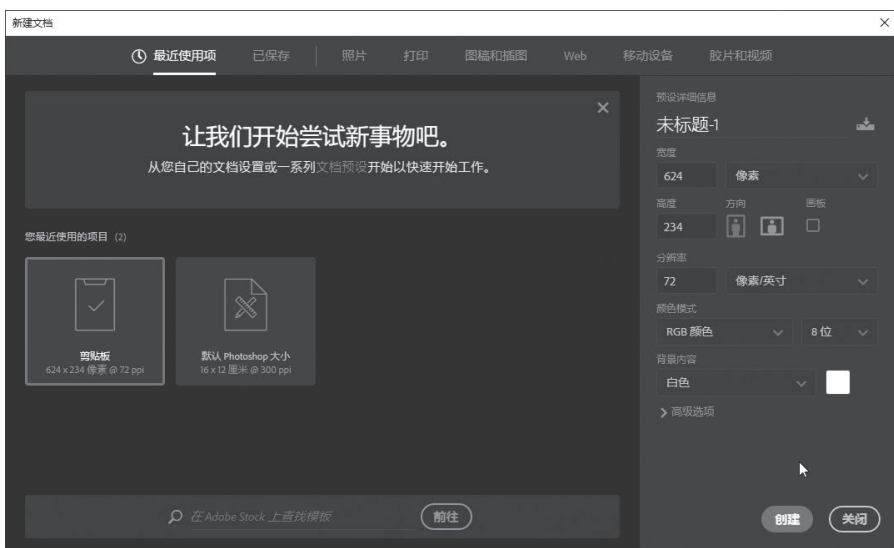 新建文档
最近使用项 已保存 照片 打印 图稿和插图 Web 移动设备 胶片和视频
让我们开始尝试新事物吧。
从您自己的文档设置或一系列文档预设开始以快速开始工作。
您最近使用的项目 (2)
剪贴板
624 x 234 像素 @ 72 ppi
默认 Photoshop 大小
16 x 12 厘米 @ 300 ppi
在 Adobe Stock 上查找模板
前往
预设详细信息
未标题-1
宽度
624 像素
高度 方向 画板
234
分辨率
72 像素/英寸
颜色模式
RGB 颜色 8 位
背景内容
白色
高级选项
创建 关闭